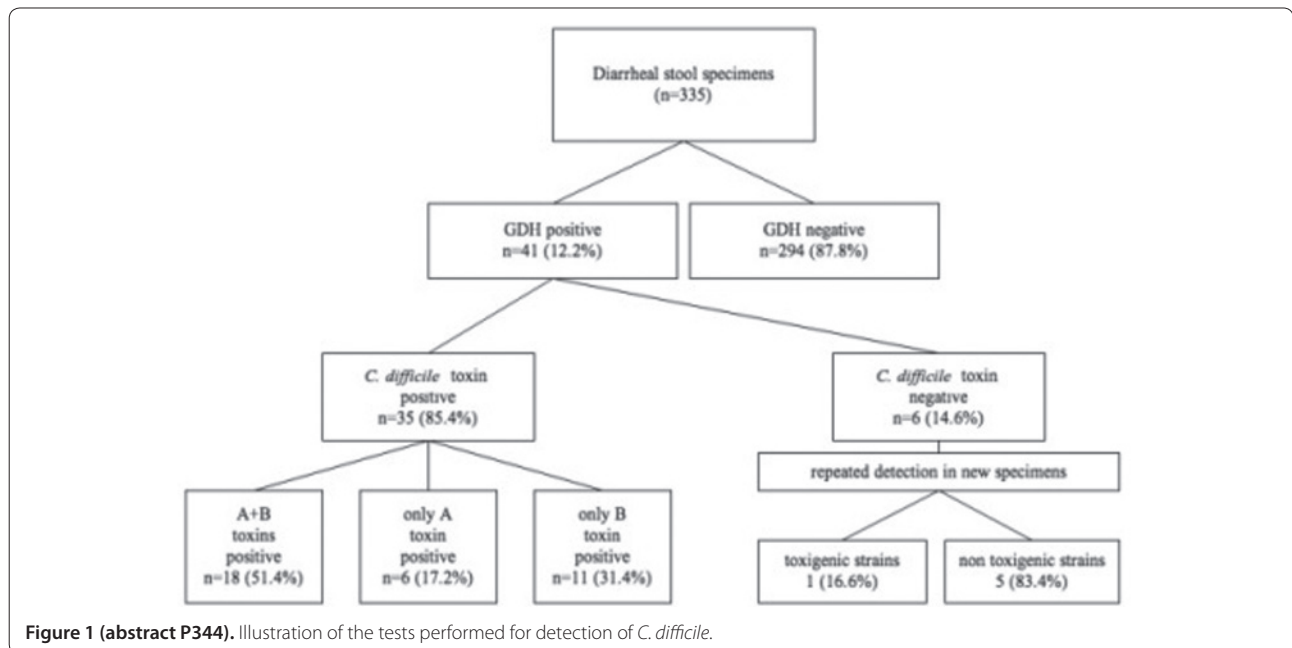 Diarrheal stool specimens
(n=335)
GDH positive
n=41 (12.2%)
GDH negative
n=294 (87.8%)
C. difficile toxin
positive
n=35 (85.4%)
C. difficile toxin
negative
n=6 (14.6%)
repeated detection in new specimens
A+B
toxins
positive
n=18 (51.4%)
only A
toxin
positive
n=6 (17.2%)
only B
toxin
positive
n=11 (31.4%)
toxigenic strains
1 (16.6%)
non toxigenic strains
5 (83.4%)
Figure 1 (abstract P344). Illustration of the tests performed for detection of C. difficile.